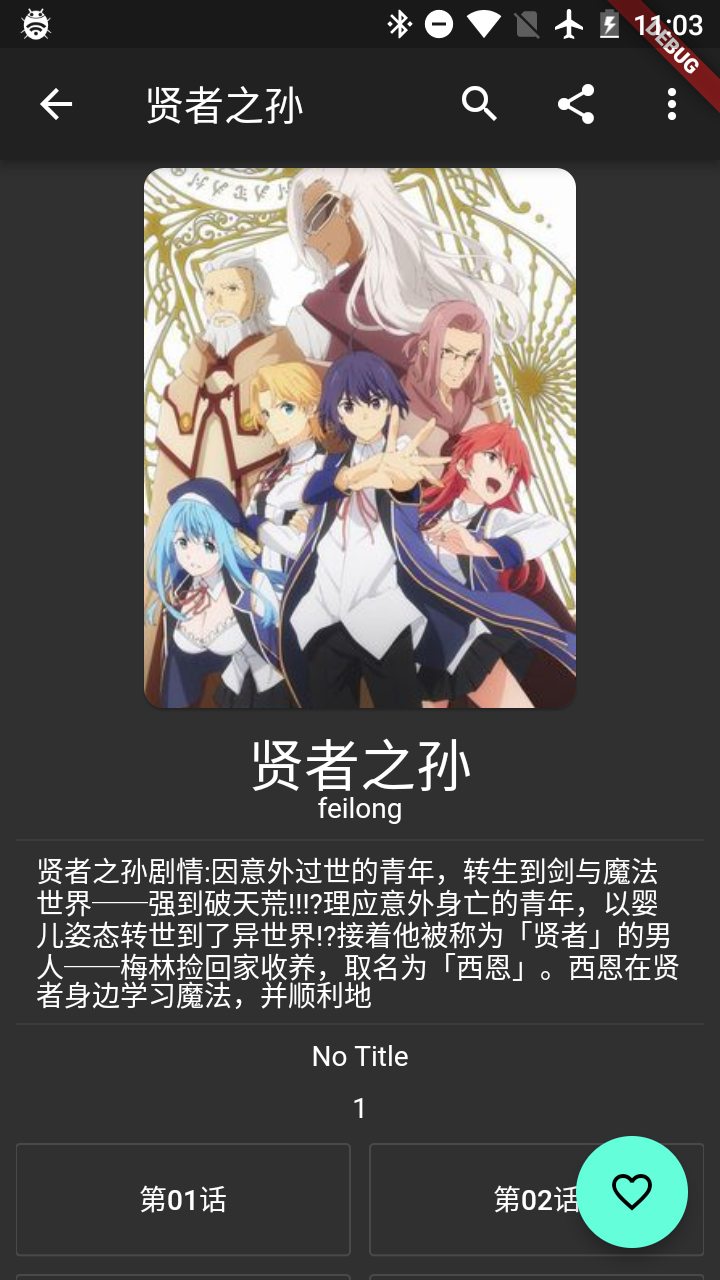 11:03
DEBUG
贤者之孙
贤者之孙
feilong
贤者之孙剧情:因意外过世的青年，转生到剑与魔法
世界──强到破天荒!!!?理应意外身亡的青年，以婴
儿姿态转世到了异世界!?接着他被称为「贤者」的男
人──梅林捡回家收养，取名为「西恩」。西恩在贤
者身边学习魔法，并顺利地
No Title
1
第01话
第02话